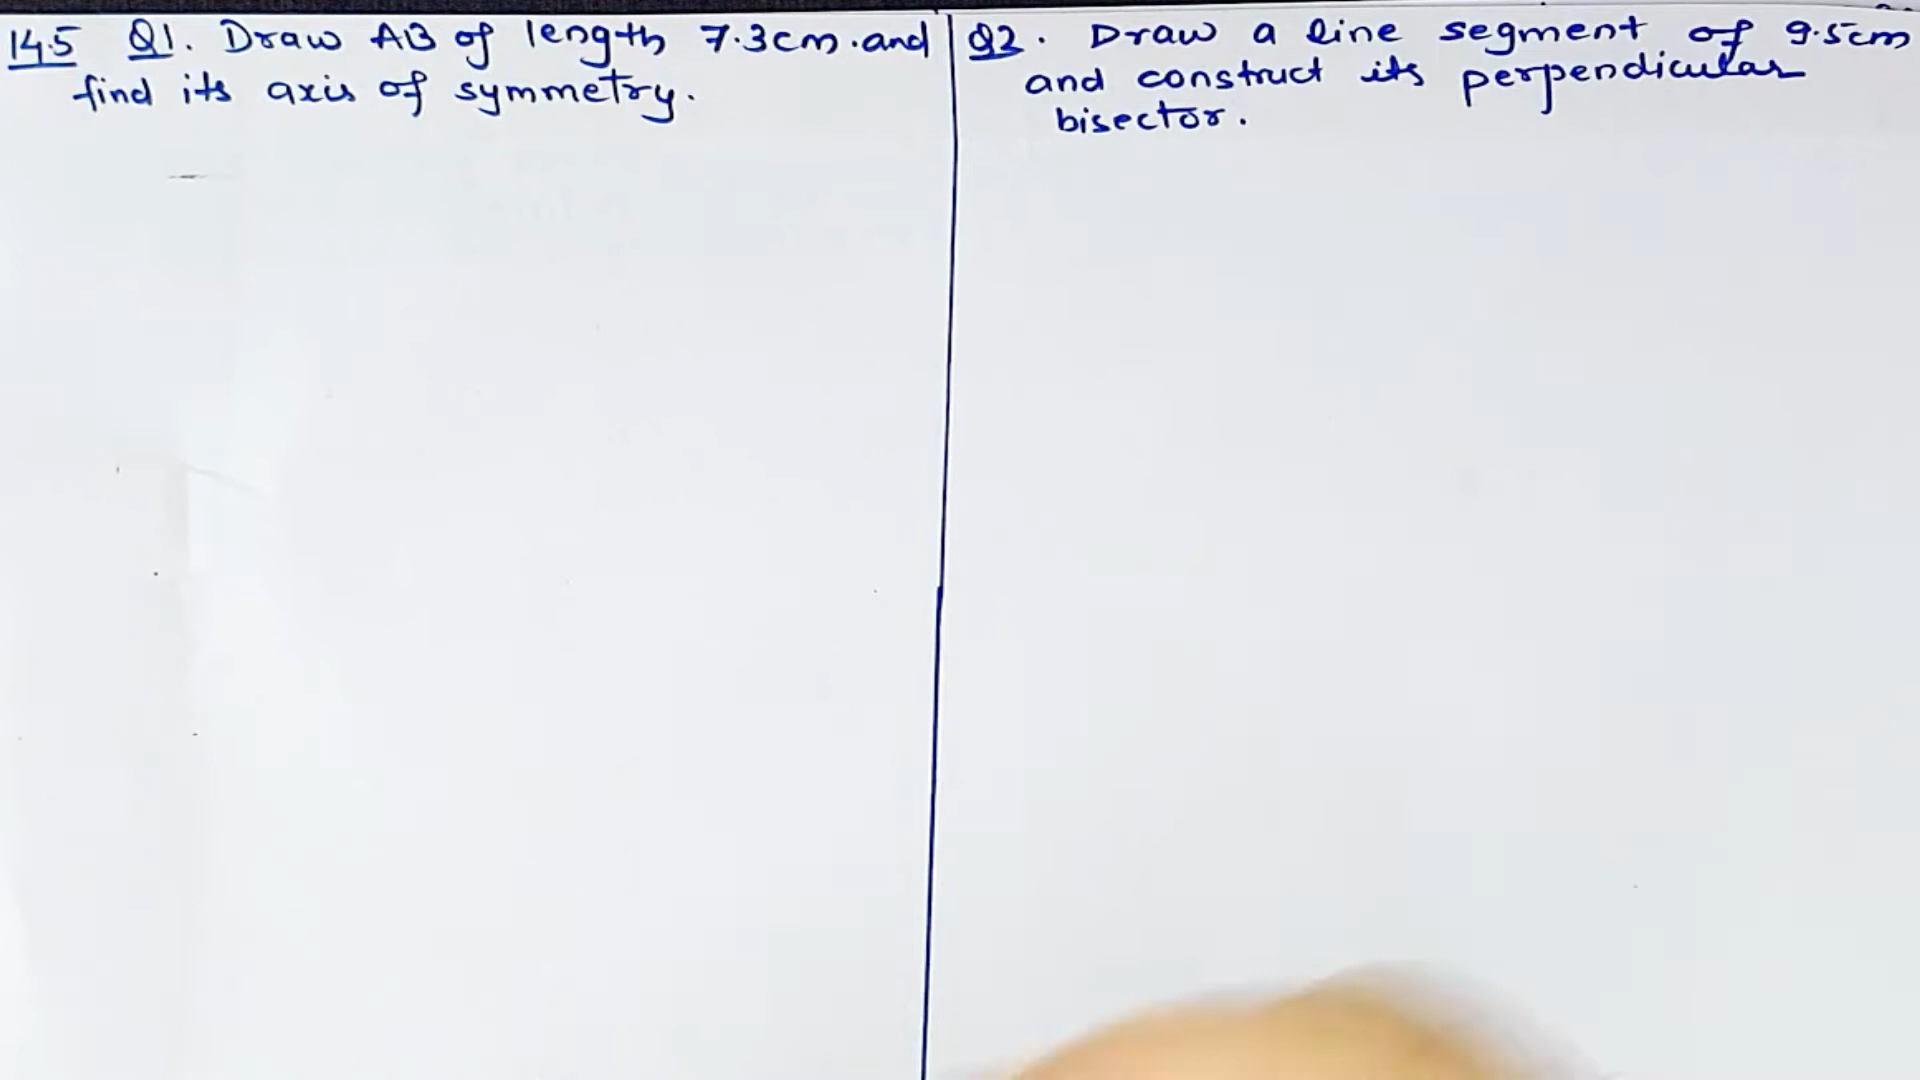 14.5 Q1. Draw AB of length 7.3cm. and
find its axis of symmetry.
Q2. Draw a line segment of 9.5cm
and construct its perpendicular
bisector.